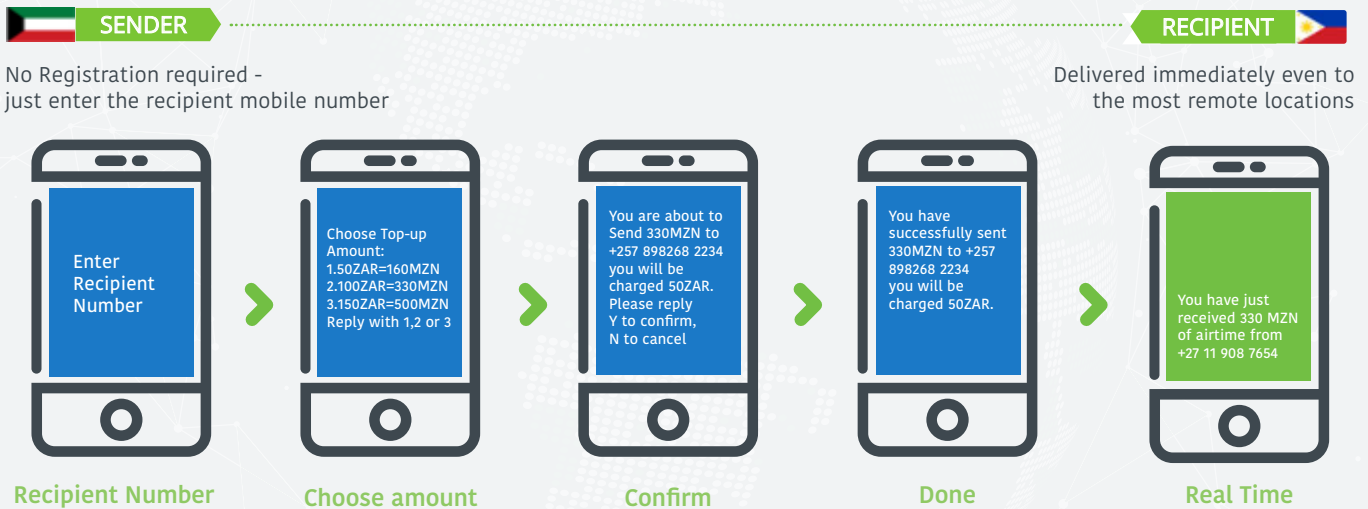 SENDER
RECIPIENT
No Registration required -
just enter the recipient mobile number
Delivered immediately even to
the most remote locations
Enter
Recipient
Number
Choose Top-up
Amount:
1.50ZAR=160MZN
2.100ZAR=330MZN
3.150ZAR=500MZN
Reply with 1,2 or 3
You are about to
Send 330MZN to
+257 898268 2234
you will be
charged 50ZAR.
Please reply
Y to confirm,
N to cancel
You have
successfully sent
330MZN to +257
898268 2234
you will be
charged 50ZAR.
You have just
received 330 MZN
of airtime from
+27 11 908 7654
Recipient Number
Choose amount
Confirm
Done
Real Time